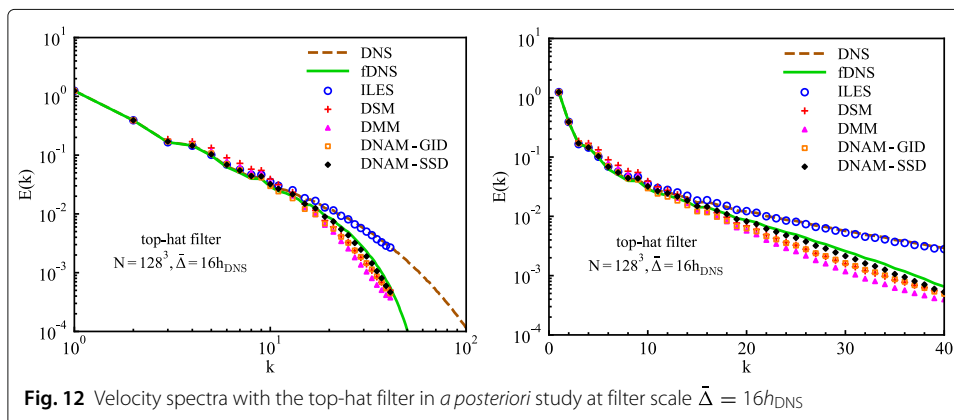 10¹
10⁰
10⁻¹
10⁻²
10⁻³
10⁻⁴
E(k)
DNS
fDNS
ILES
DSM
DMM
DNAM-GID
DNAM-SSD
top-hat filter
N=128³, Δ̄=16h_DNS
10⁰ 10¹ 10²
k
10¹
10⁰
10⁻¹
10⁻²
10⁻³
10⁻⁴
E(k)
DNS
fDNS
ILES
DSM
DMM
DNAM-GID
DNAM-SSD
top-hat filter
N=128³, Δ̄=16h_DNS
0 10 20 30 40
k
Fig. 12 Velocity spectra with the top-hat filter in a posteriori study at filter scale Δ̄ = 16h_DNS